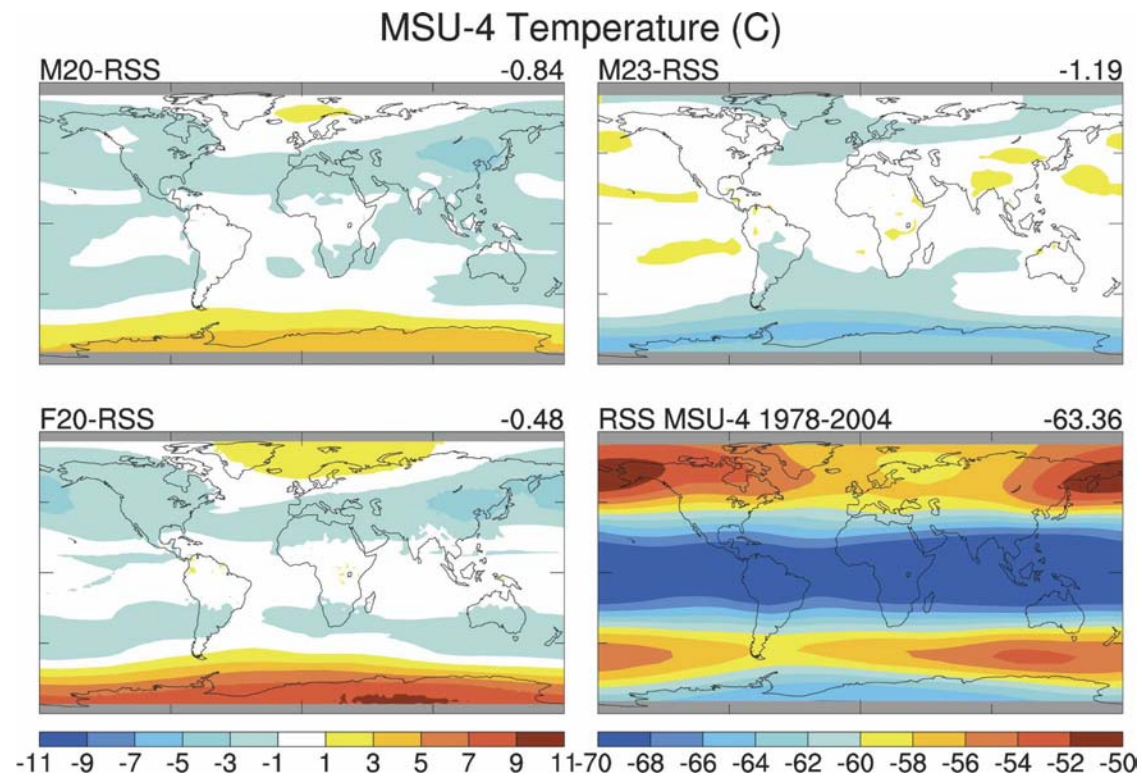 MSU-4 Temperature (C)
M20-RSS -0.84
M23-RSS -1.19
F20-RSS -0.48
RSS MSU-4 1978-2004 -63.36
-11 -9 -7 -5 -3 -1 1 3 5 7 9 11
-70 -68 -66 -64 -62 -60 -58 -56 -54 -52 -50